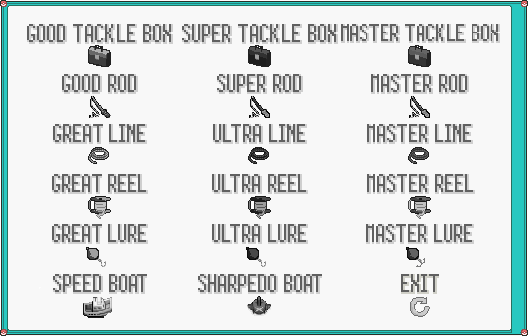 GOOD TACKLE BOX SUPER TACKLE BOX MASTER TACKLE BOX
GOOD ROD SUPER ROD MASTER ROD
GREAT LINE ULTRA LINE MASTER LINE
GREAT REEL ULTRA REEL MASTER REEL
GREAT LURE ULTRA LURE MASTER LURE
SPEED BOAT SHARPEDO BOAT EXIT